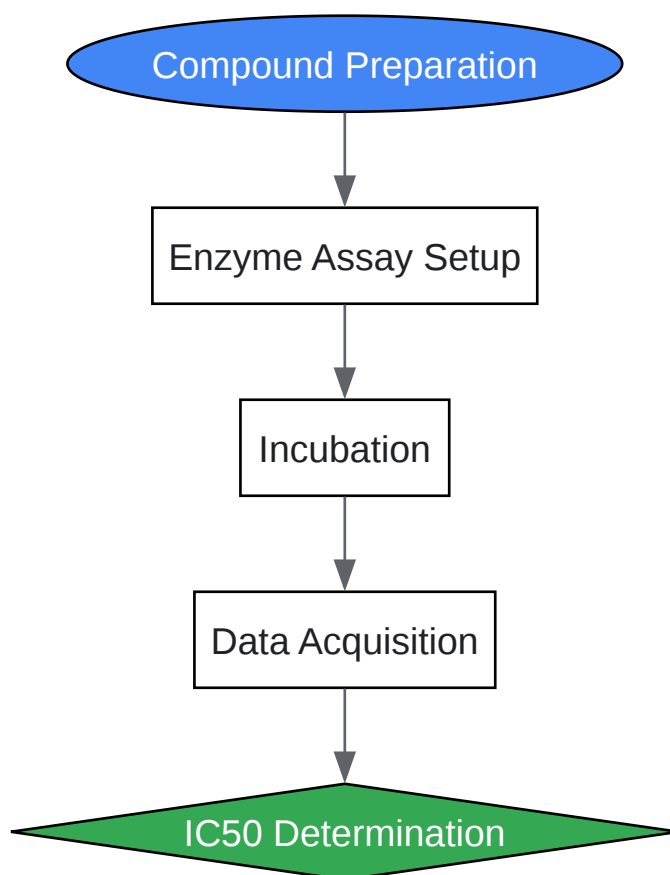 Compound Preparation
Enzyme Assay Setup
Incubation
Data Acquisition
IC50 Determination